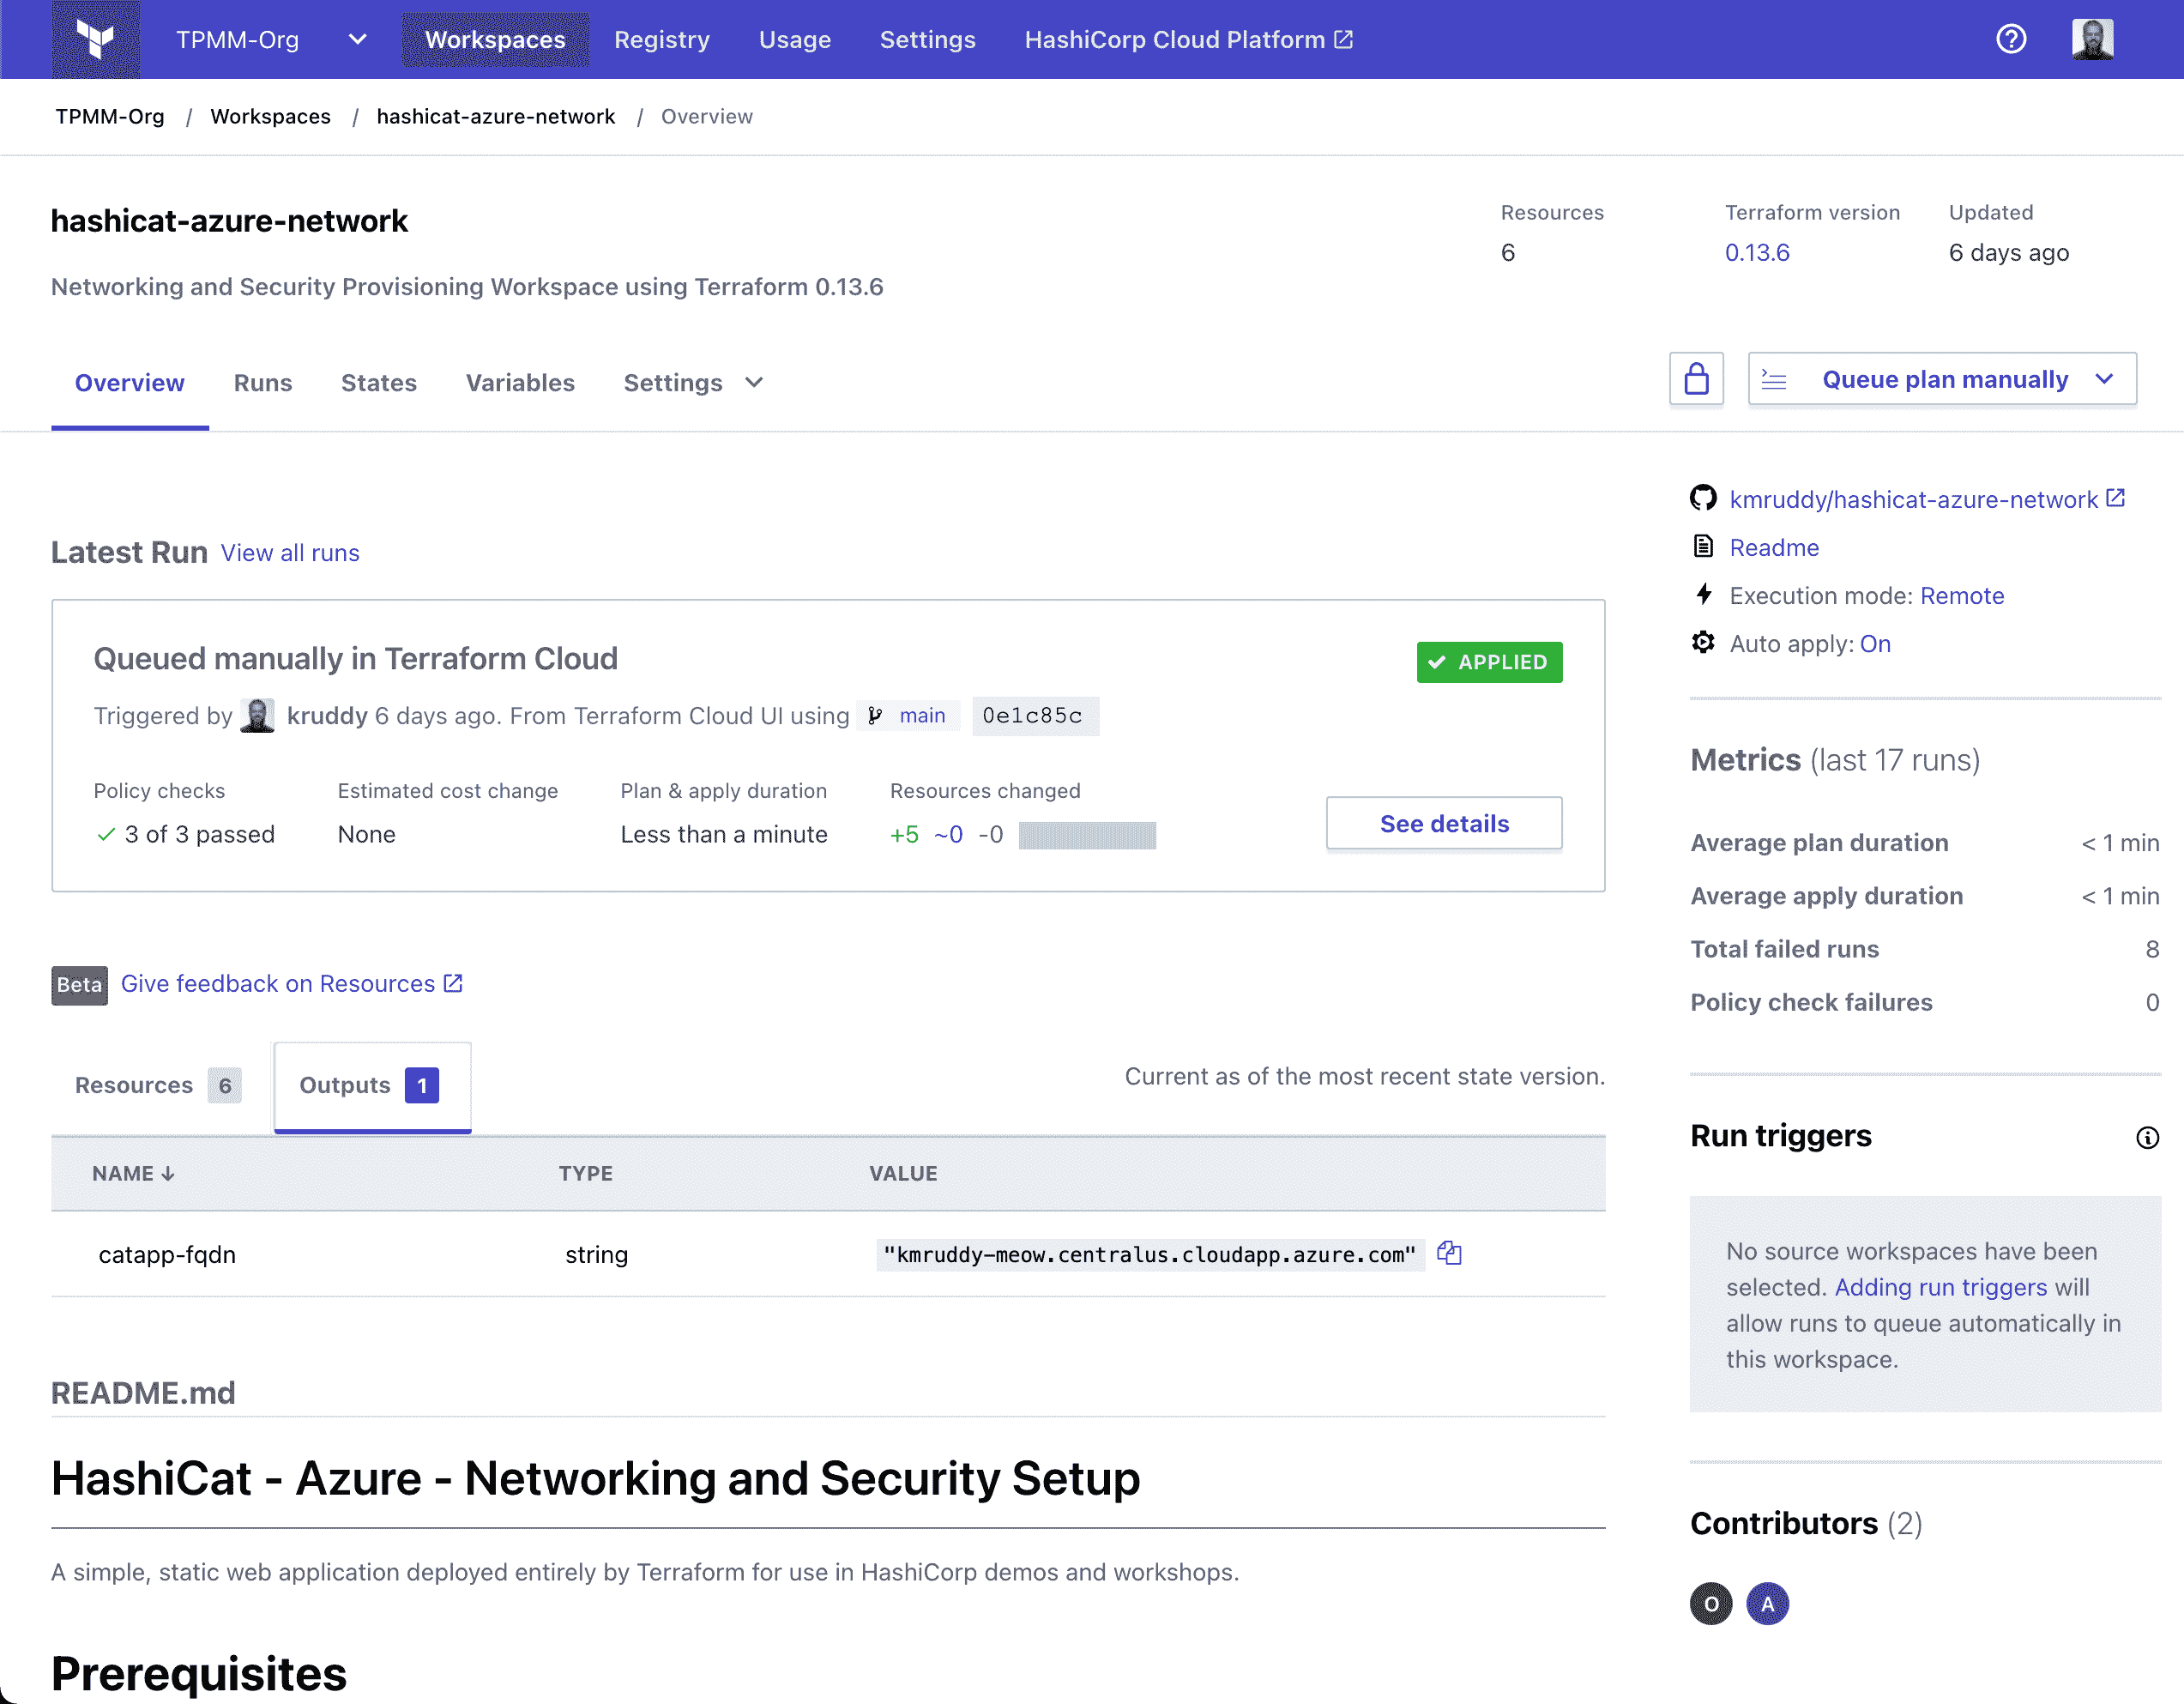 TPMM-Org Workspaces Registry Usage Settings HashiCorp Cloud Platform
TPMM-Org / Workspaces / hashicat-azure-network / Overview
hashicat-azure-network
Networking and Security Provisioning Workspace using Terraform 0.13.6
Resources Terraform version Updated
6 0.13.6 6 days ago
Overview Runs States Variables Settings
Queue plan manually
Latest Run View all runs
Queued manually in Terraform Cloud
APPLIED
Triggered by kruddy 6 days ago. From Terraform Cloud UI using main 0e1c85c
Policy checks Estimated cost change Plan & apply duration Resources changed
3 of 3 passed None Less than a minute +5 ~0 -0
See details
Beta Give feedback on Resources
Resources 6 Outputs 1
Current as of the most recent state version.
NAME ↓ TYPE VALUE
catapp-fqdn string "kmruddy-meow.centralus.cloudapp.azure.com"
README.md
HashiCat - Azure - Networking and Security Setup
A simple, static web application deployed entirely by Terraform for use in HashiCorp demos and workshops.
Prerequisites
kmruddy/hashicat-azure-network
Readme
Execution mode: Remote
Auto apply: On
Metrics (last 17 runs)
Average plan duration < 1 min
Average apply duration < 1 min
Total failed runs 8
Policy check failures 0
Run triggers
No source workspaces have been
selected. Adding run triggers will
allow runs to queue automatically in
this workspace.
Contributors (2)
O A